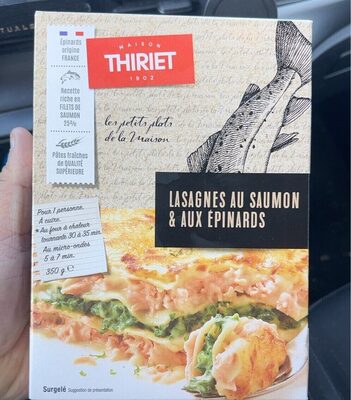 TUALS
Épinards
origine
FRANCE
MAISON
THIRIET
1902
Recette
riche en
FILETS DE
SAUMON
25%
les petits plats
de la Maison
Pâtes fraîches
de QUALITÉ
SUPÉRIEURE
LASAGNES AU SAUMON
& AUX ÉPINARDS
Pour 1 personne.
À cuire.
Au four à chaleur
tournante 30 à 35 min.
Au micro-ondes
5 à 7 min.
350 g e
Surgelé Suggestion de présentation